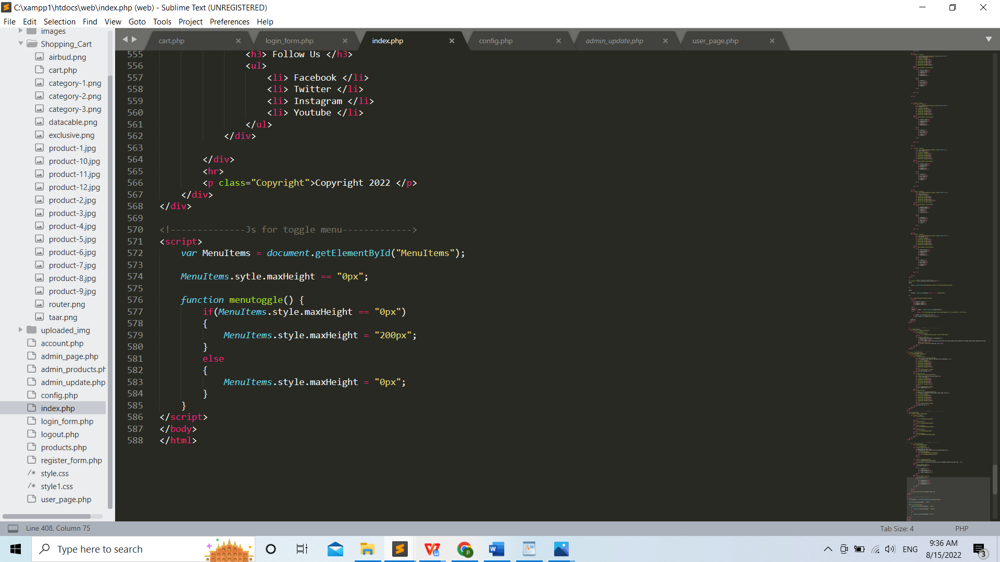 C:\xampp1\htdocs\web\index.php (web) - Sublime Text (UNREGISTERED)
File Edit Selection Find View Goto Tools Project Preferences Help
images
Shopping_Cart
airbud.png
cart.php
category-1.png
category-2.png
category-3.png
datacable.png
exclusive.png
product-1.jpg
product-10.jpg
product-11.jpg
product-12.jpg
product-2.jpg
product-3.jpg
product-4.jpg
product-5.jpg
product-6.jpg
product-7.jpg
product-8.jpg
product-9.jpg
router.png
taar.png
uploaded_img
account.php
admin_page.php
admin_products.ph
admin_update.php
config.php
index.php
login_form.php
logout.php
products.php
register_form.php
/* style.css
/* style1.css
user_page.php
cart.php login_form.php index.php config.php admin_update.php user_page.php
555 <h3> Follow Us </h3>
556 <ul>
557 <li> Facebook </li>
558 <li> Twitter </li>
559 <li> Instagram </li>
560 <li> Youtube </li>
561 </ul>
562 </div>
563
564 </div>
565 <hr>
566 <p class="Copyright">Copyright 2022 </p>
567 </div>
568 </div>
569
570 <!--------------Js for toggle menu------------->
571 <script>
572 var MenuItems = document.getElementById("MenuItems");
573
574 MenuItems.sytle.maxHeight == "0px";
575
576 function menutoggle() {
577 if(MenuItems.style.maxHeight == "0px")
578 {
579 MenuItems.style.maxHeight = "200px";
580 }
581 else
582 {
583 MenuItems.style.maxHeight = "0px";
584 }
585 }
586 </script>
587 </body>
588 </html>
Line 408, Column 75
Tab Size: 4 PHP
Type here to search
ENG
9:36 AM
8/15/2022
3